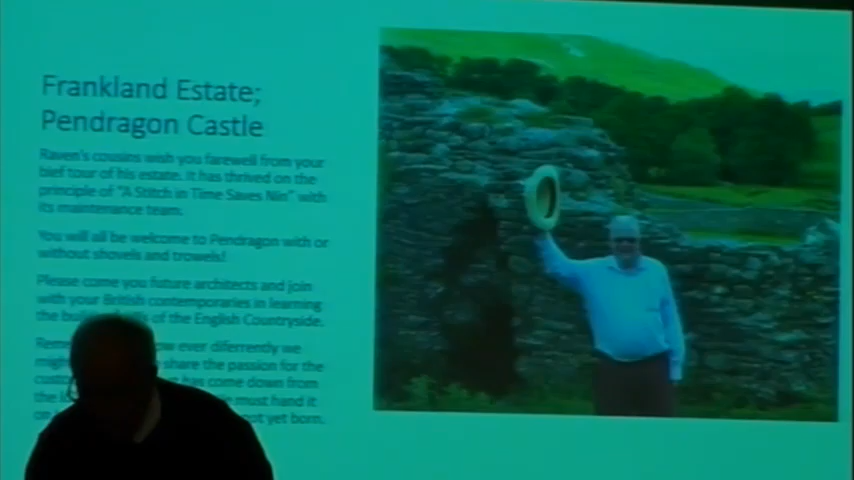 Frankland Estate;
Pendragon Castle
Raven's cousins wish you farewell from your
bief tour of his estate. It has thrived on the
principle of "A Stitch in Time Saves Nin" with
its maintenance team.
You will all be welcome to Pendragon with or
without shovels and trowels!
Please come you future architects and join
with your British contemporaries in learning
the of the English Countryside.
ow ever diferrently we
share the passion for the
has come down from
must hand it
not yet born.